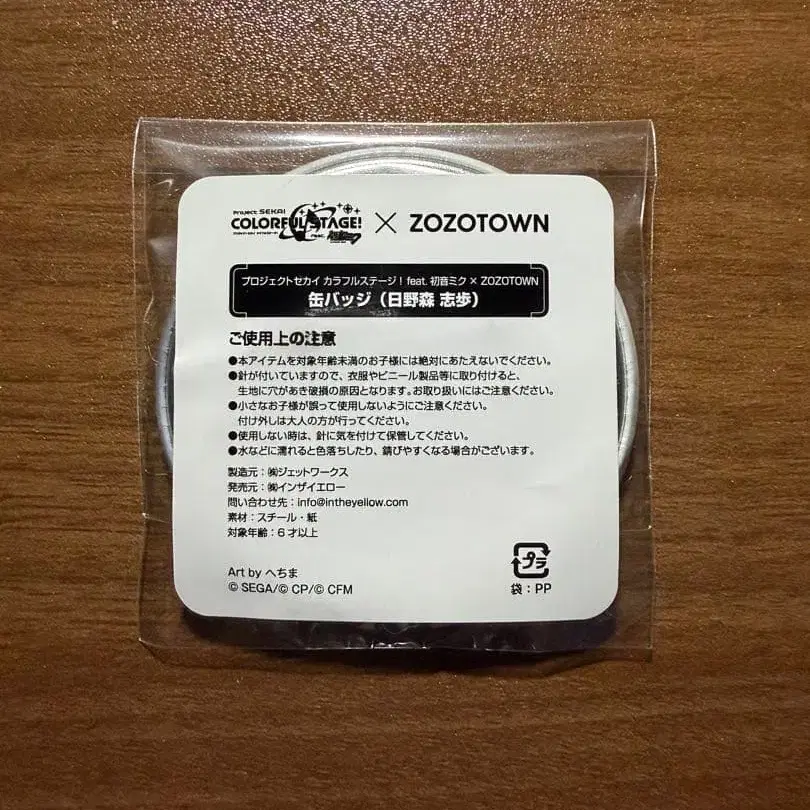 Project SEKAI
COLORFUL STAGE! feat.
× ZOZOTOWN
プロジェクトセカイ カラフルステージ! feat. 初音ミク × ZOZOTOWN
缶バッジ(日野森 志歩)
ご使用上の注意
●本アイテムを対象年齢未満のお子様には絶対にあたえないでください。
●針が付いていますので、衣服やビニール製品等に取り付けると、
生地に穴があき破損の原因となります。お取り扱いにはご注意ください。
●小さなお子様が誤って使用しないようにご注意ください。
付け外しは大人の方が行ってください。
●使用しない時は、針に気を付けて保管してください。
●水などに濡れると色落ちしたり、錆びやすくなる場合がございます。
製造元:㈱ジェットワークス
発売元:㈱インザイエロー
問い合わせ先:info@intheyellow.com
素材:スチール・紙
対象年齢:6才以上
Art by へちま
© SEGA/© CP/© CFM
プラ
袋:PP